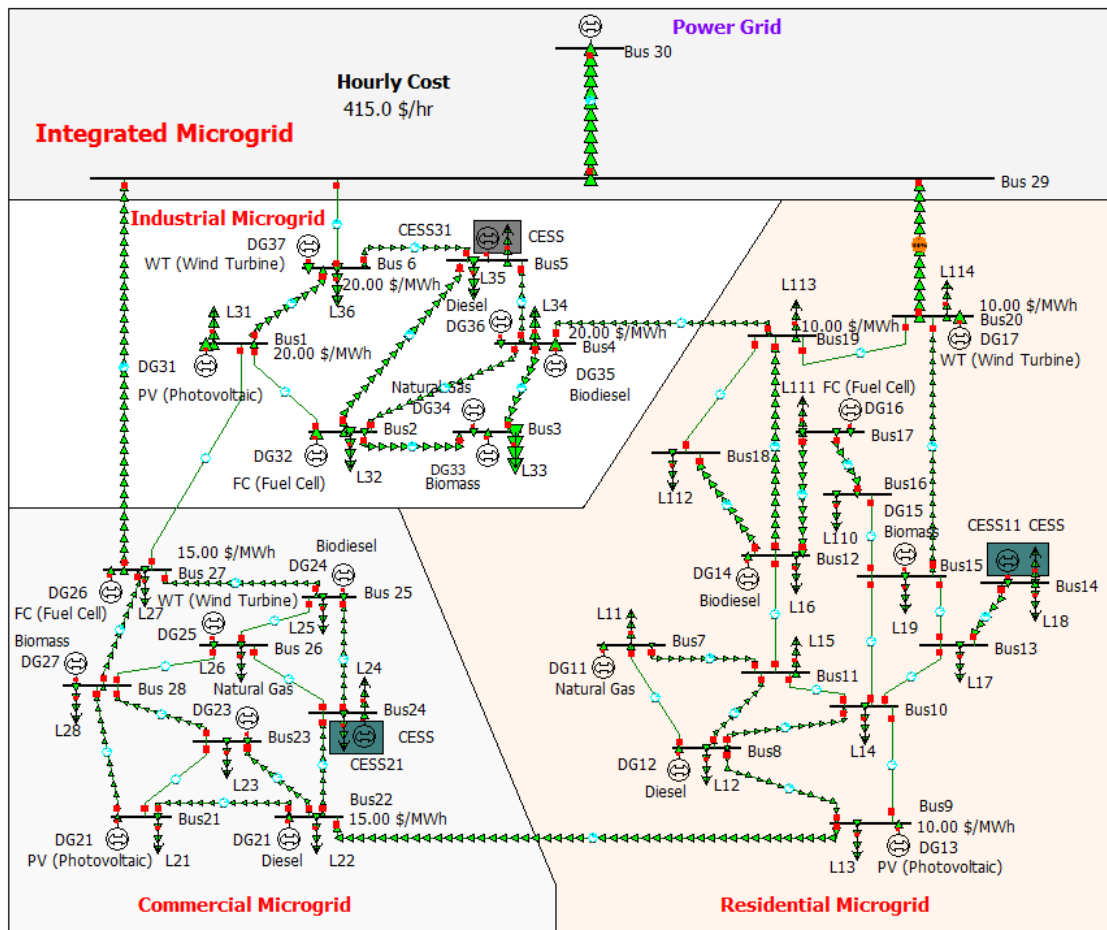 Power Grid
Bus 30
Hourly Cost
415.0 $/hr
Integrated Microgrid
Bus 29
Industrial Microgrid
DG37
WT (Wind Turbine)
CESS31
CESS
Bus 6
Bus5
20.00 $/MWh
L35
L36
L31
Diesel
DG36
L34
Bus1
20.00 $/MWh
20.00 $/MWh
Bus4
DG31
PV (Photovoltaic)
DG35
Biodiesel
Natural Gas
DG34
Bus2
Bus3
DG32
FC (Fuel Cell)
L32
DG33
Biomass
L33
L113
L114
10.00 $/MWh
Bus20
10.00 $/MWh
Bus19
DG17
WT (Wind Turbine)
L111
FC (Fuel Cell)
DG16
Bus17
Bus18
L112
Bus16
L110
DG15
Biomass
CESS11
CESS
Bus12
Bus15
Bus14
DG14
Biodiesel
L16
L19
L18
L11
Bus7
L15
Bus13
L17
DG11
Natural Gas
Bus11
Bus10
L14
DG12
Diesel
Bus8
L12
Bus9
10.00 $/MWh
L13
DG13
PV (Photovoltaic)
Residential Microgrid
15.00 $/MWh
Bus 27
Biodiesel
DG24
DG26
FC (Fuel Cell)
L27
WT (Wind Turbine)
Bus 25
L25
Biomass
DG27
DG25
Bus 26
L26
Natural Gas
L24
Bus 28
L28
DG23
Bus24
Bus23
CESS
CESS21
L23
Bus22
15.00 $/MWh
Bus21
DG21
PV (Photovoltaic)
L21
DG21
Diesel
L22
Commercial Microgrid